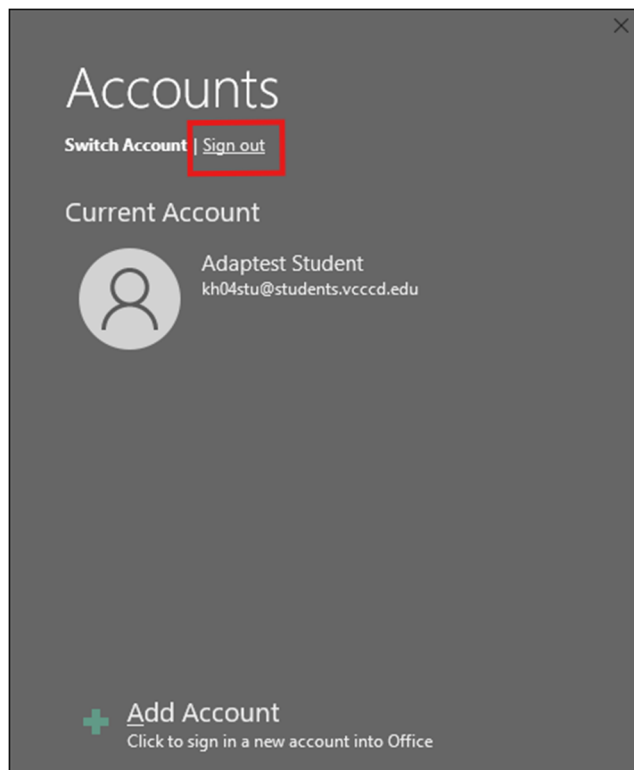 Accounts
Switch Account | Sign out
Current Account
Adaptest Student
kh04stu@students.vcccd.edu
Add Account
Click to sign in a new account into Office